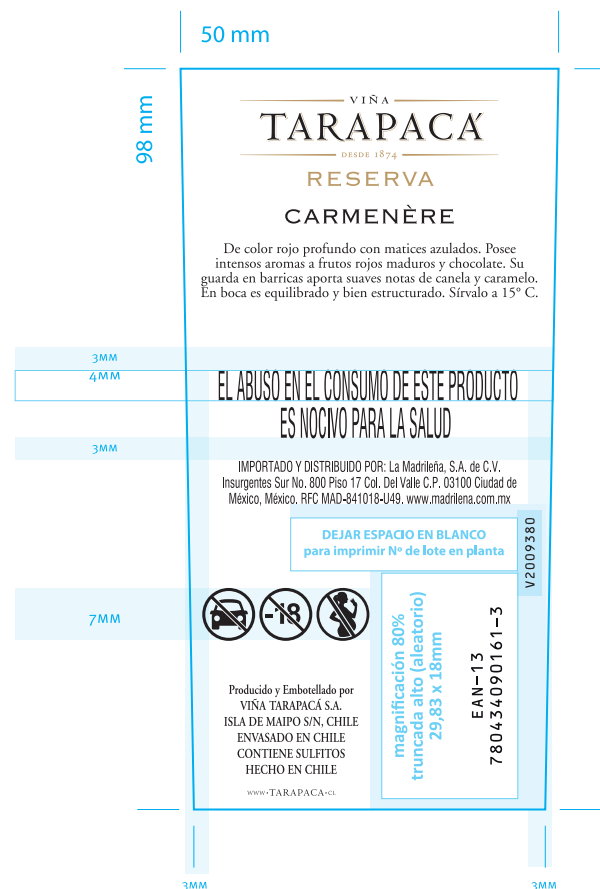 50 mm
98 mm
VIÑA
TARAPACÁ
DESDE 1874
RESERVA
CARMENÈRE
De color rojo profundo con matices azulados. Posee
intensos aromas a frutos rojos maduros y chocolate. Su
guarda en barricas aporta suaves notas de canela y caramelo.
En boca es equilibrado y bien estructurado. Sírvalo a 15° C.
3MM
4MM
EL ABUSO EN EL CONSUMO DE ESTE PRODUCTO
ES NOCIVO PARA LA SALUD
3MM
IMPORTADO Y DISTRIBUIDO POR: La Madrileña, S.A. de C.V.
Insurgentes Sur No. 800 Piso 17 Col. Del Valle C.P. 03100 Ciudad de
México, México. RFC MAD-841018-U49. www.madrilena.com.mx
DEJAR ESPACIO EN BLANCO
para imprimir Nº de lote en planta
V2009380
7MM
-18
magnificación 80%
truncada alto (aleatorio)
29,83 x 18mm
EAN-13
780434090161-3
Producido y Embotellado por
VIÑA TARAPACÁ S.A.
ISLA DE MAIPO S/N, CHILE
ENVASADO EN CHILE
CONTIENE SULFITOS
HECHO EN CHILE
WWW•TARAPACA•CL
3MM
3MM